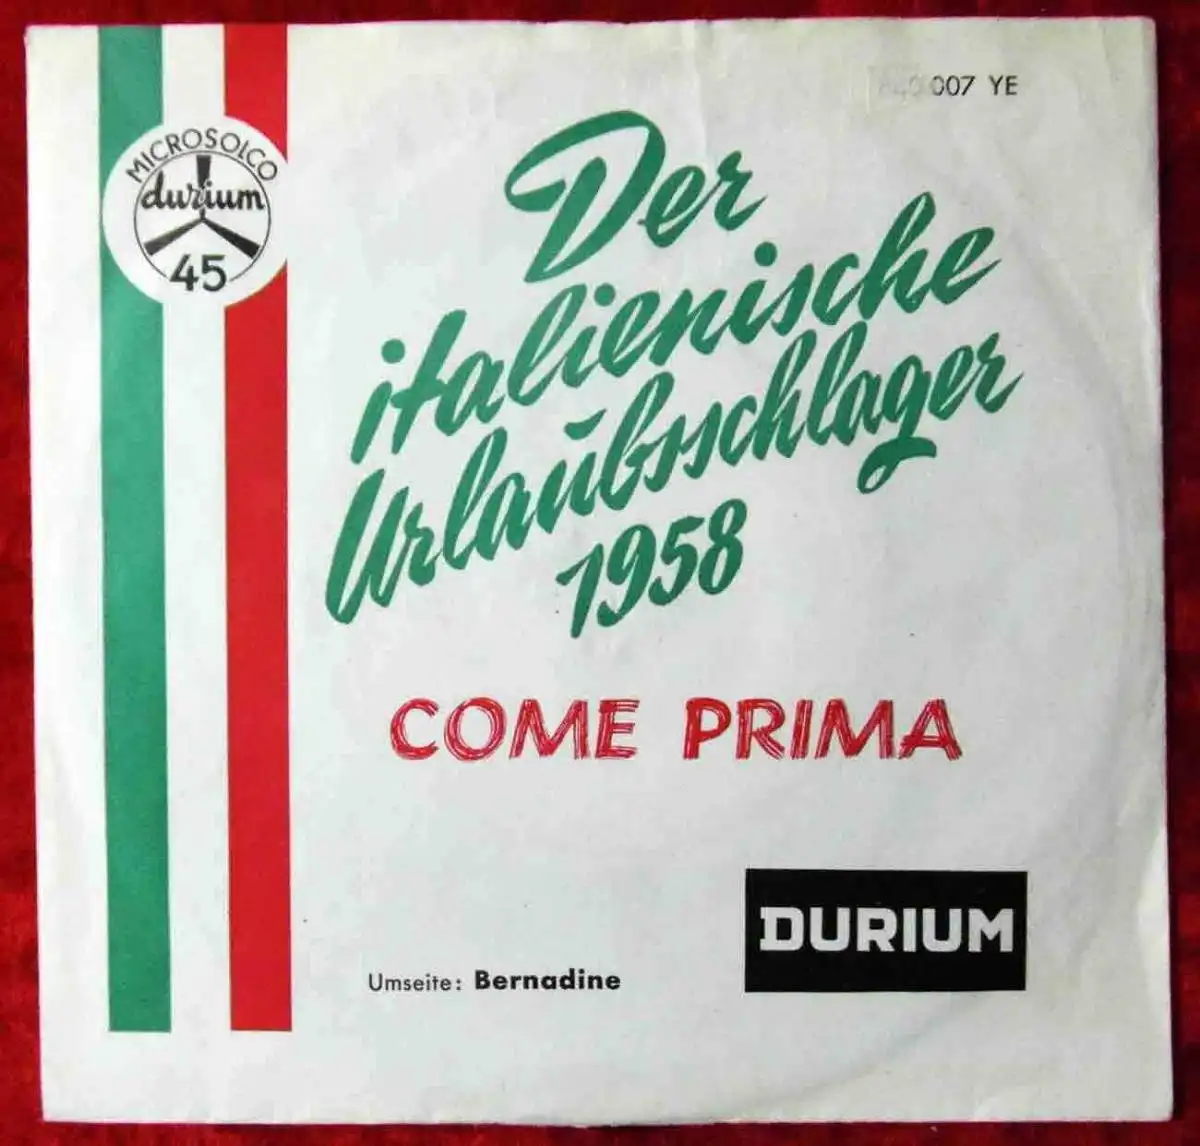 007 YE
MICROSOLCO
durium
45
Der
italienische
Urlaubsschlager
1958
COME PRIMA
DURIUM
Umseite: Bernadine